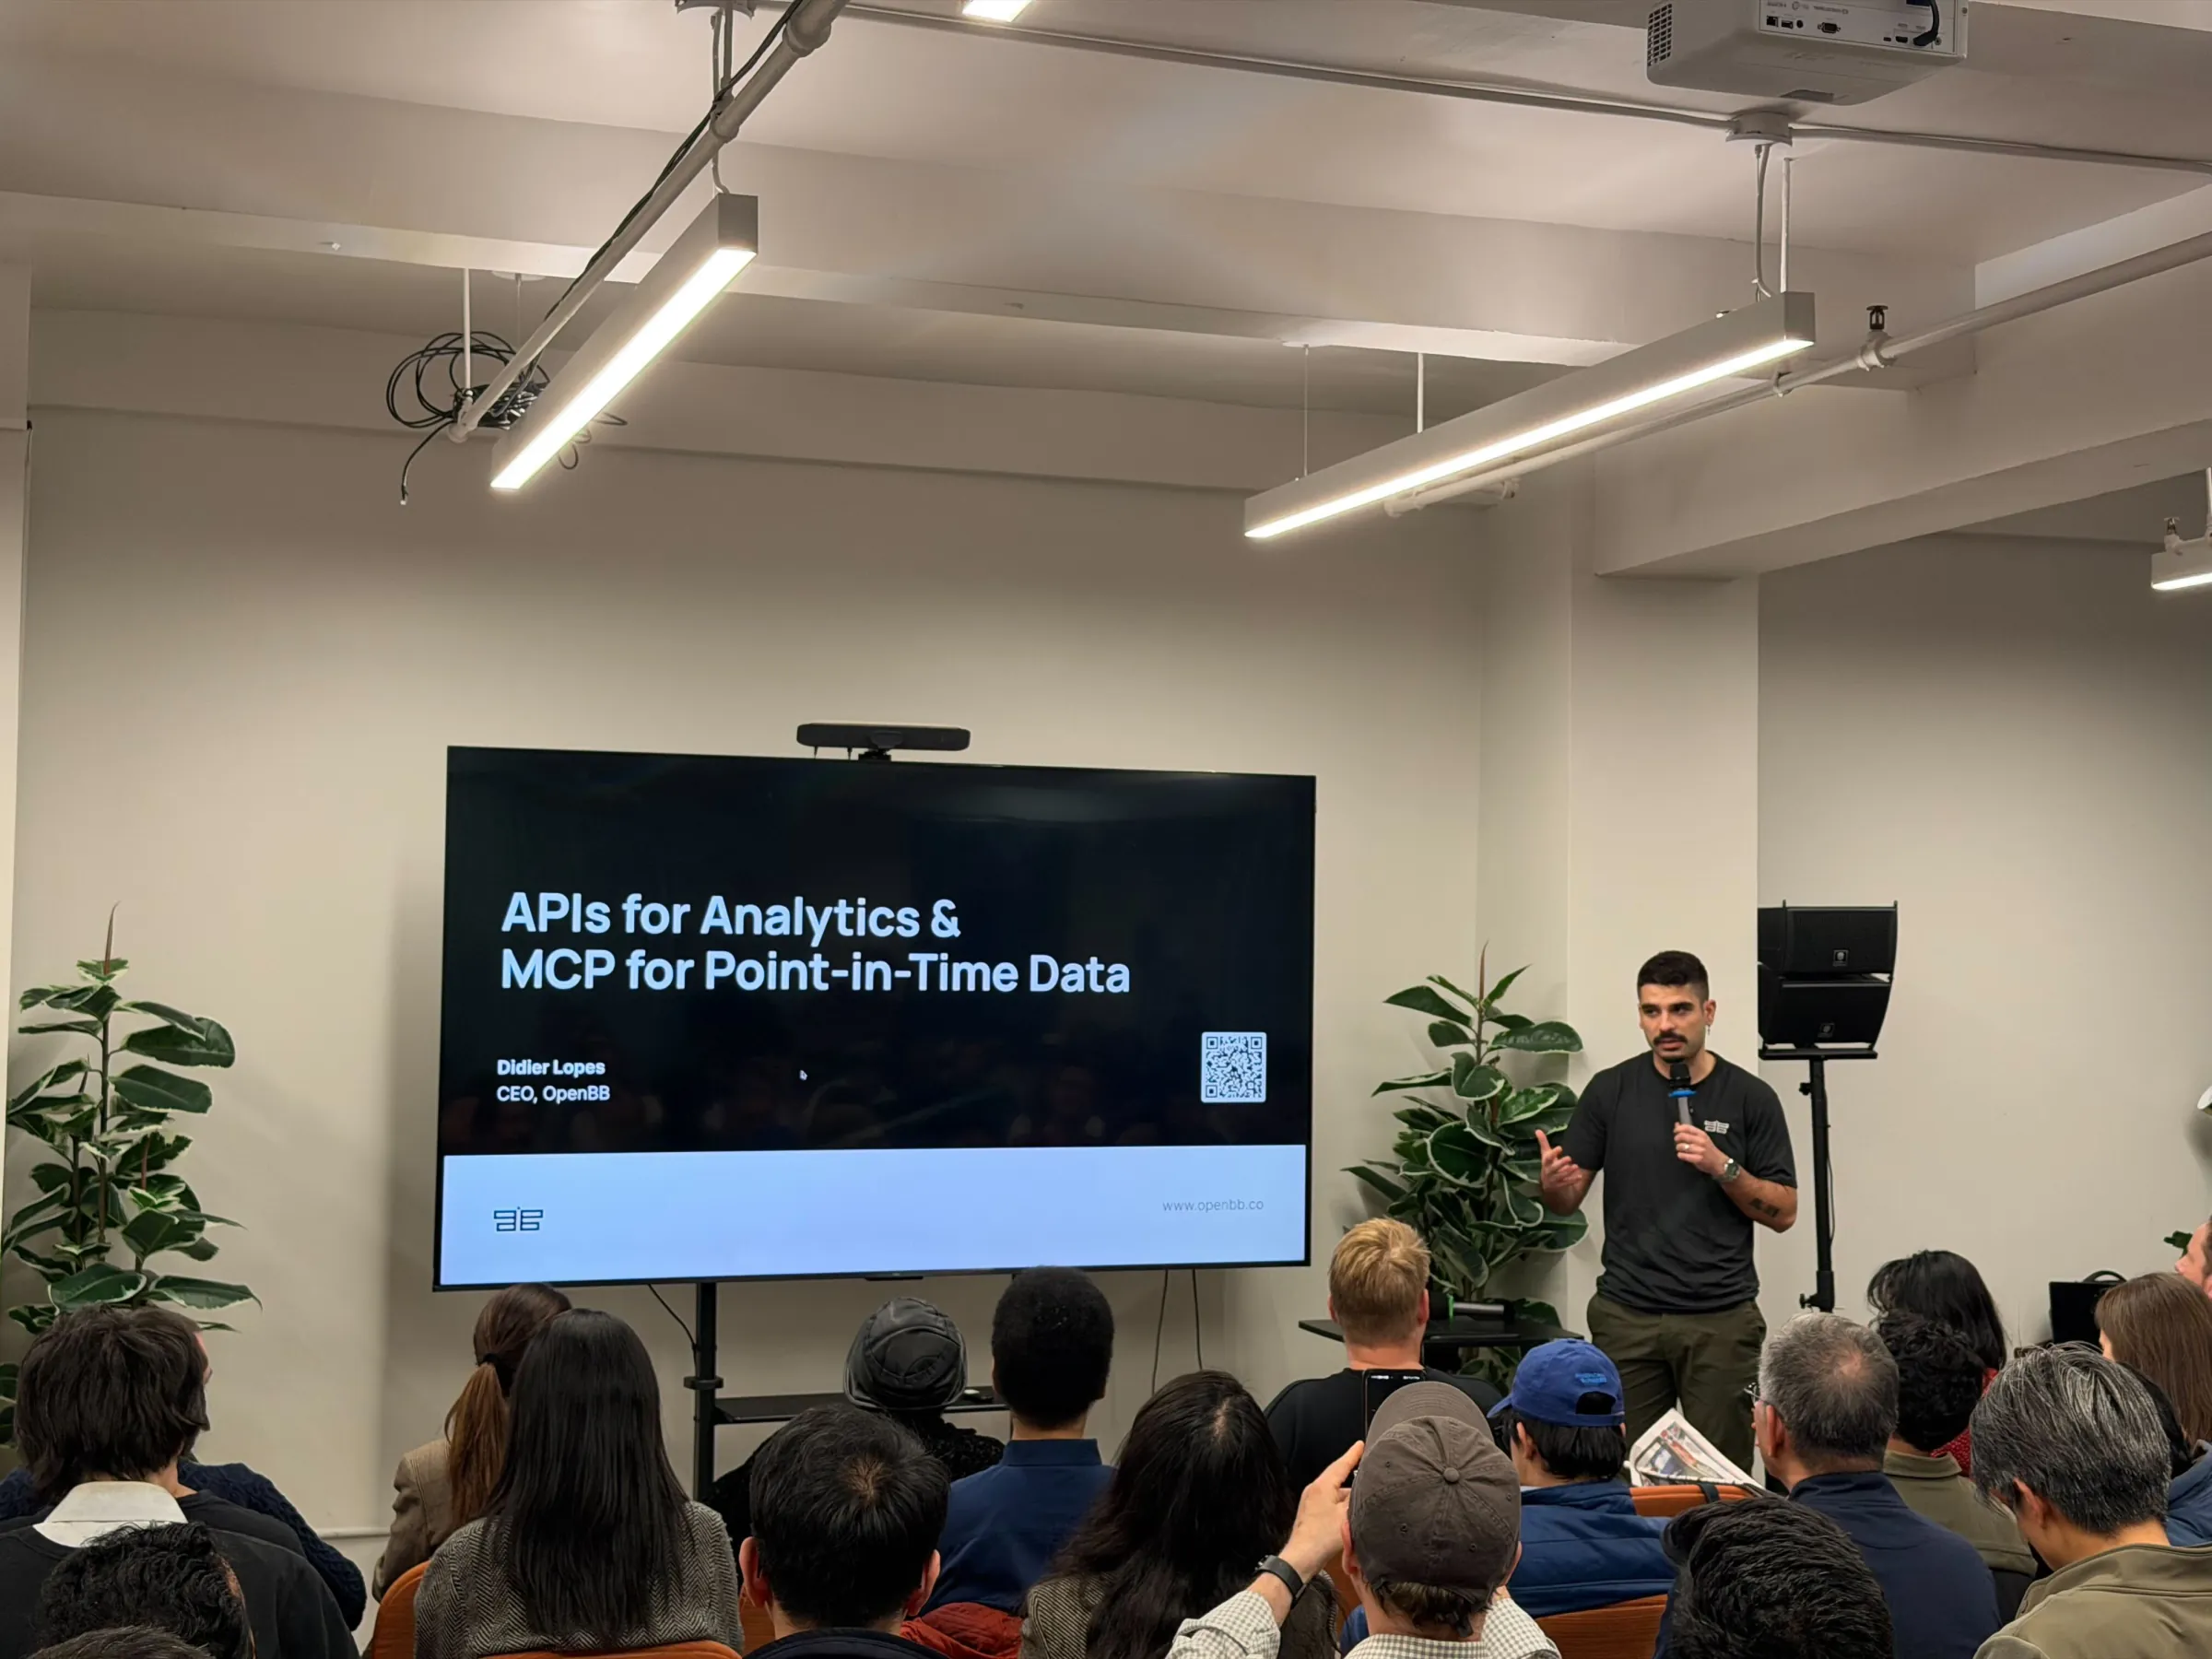 APIs for Analytics &
MCP for Point-in-Time Data
Didier Lopes
CEO, OpenBB
www.openbb.co